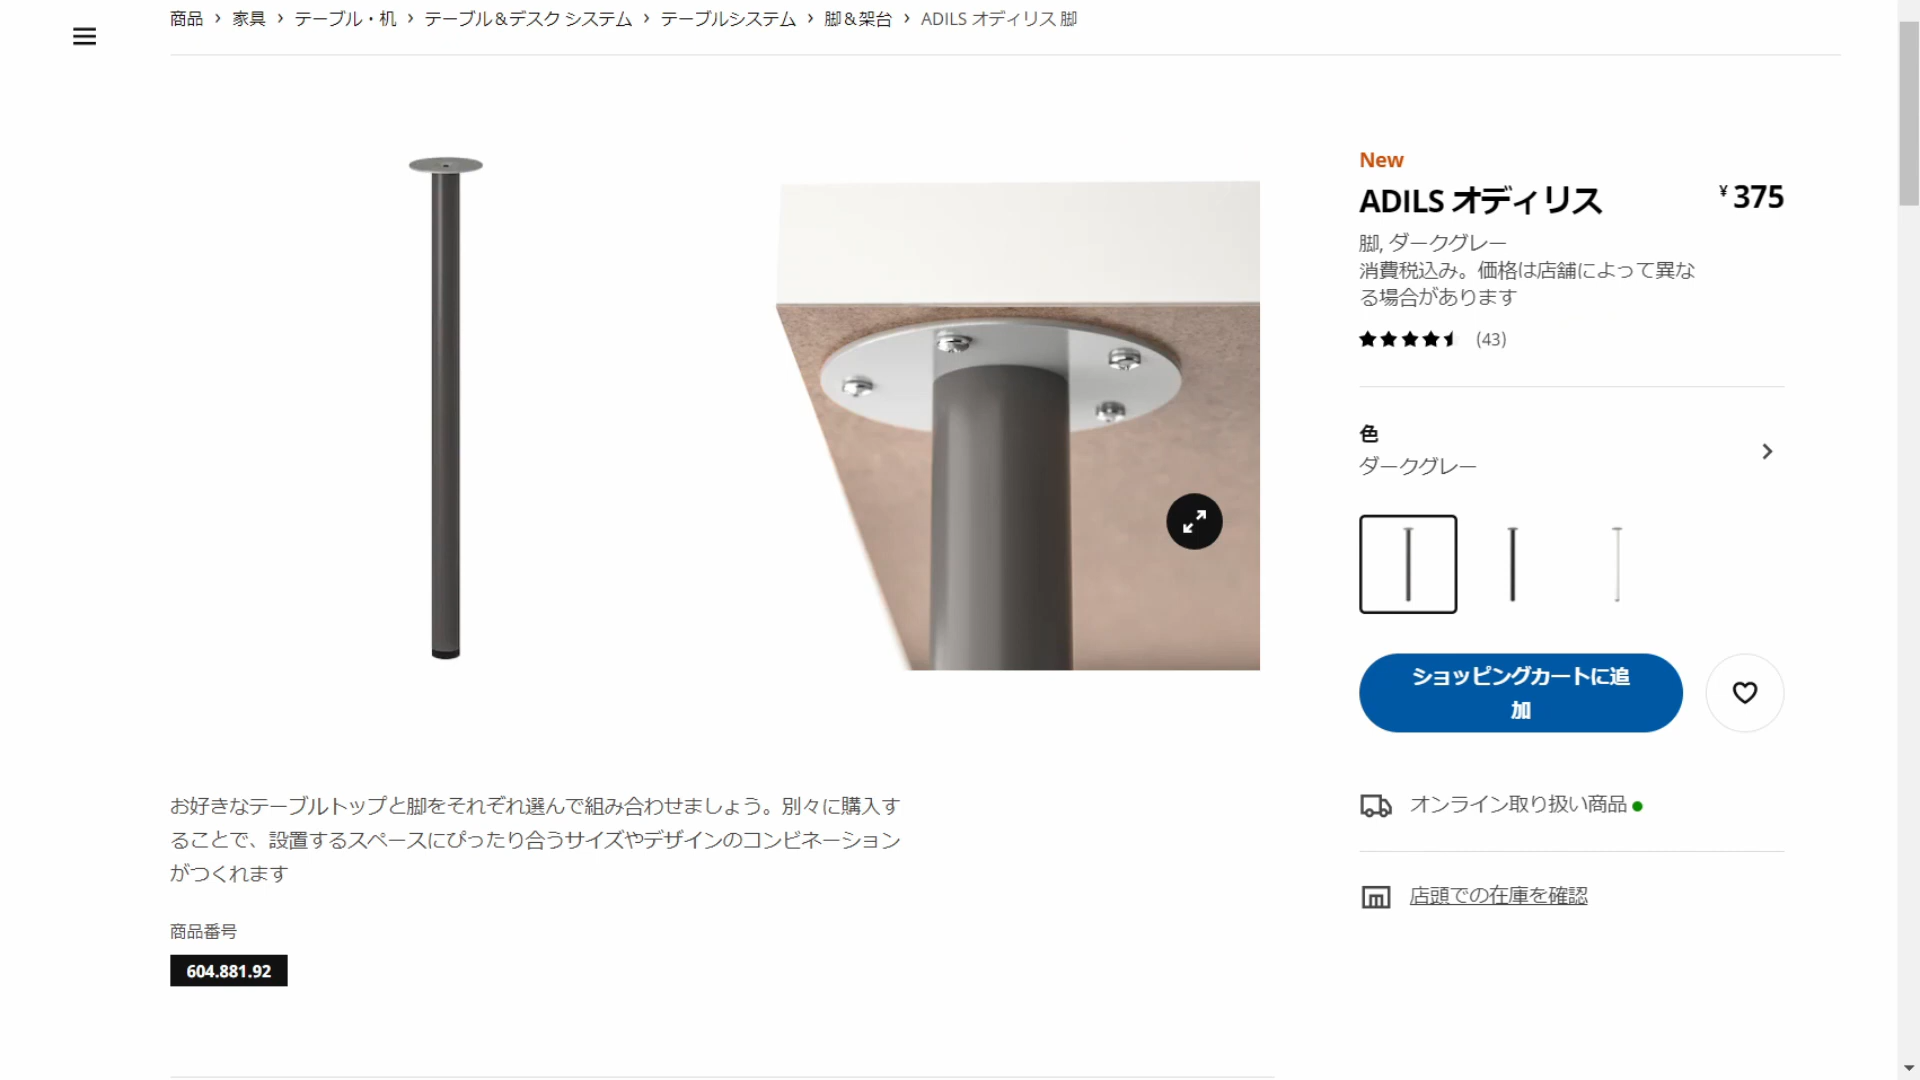 商品 › 家具 › テーブル・机 › テーブル＆デスク システム › テーブルシステム › 脚＆架台 › ADILS オディリス 脚
New
ADILS オディリス ¥375
脚, ダークグレー
消費税込み。価格は店舗によって異な
る場合があります
(43)
色
ダークグレー
ショッピングカートに追
加
オンライン取り扱い商品
店頭での在庫を確認
お好きなテーブルトップと脚をそれぞれ選んで組み合わせましょう。別々に購入す
ることで、設置するスペースにぴったり合うサイズやデザインのコンビネーション
がつくれます
商品番号
604.881.92